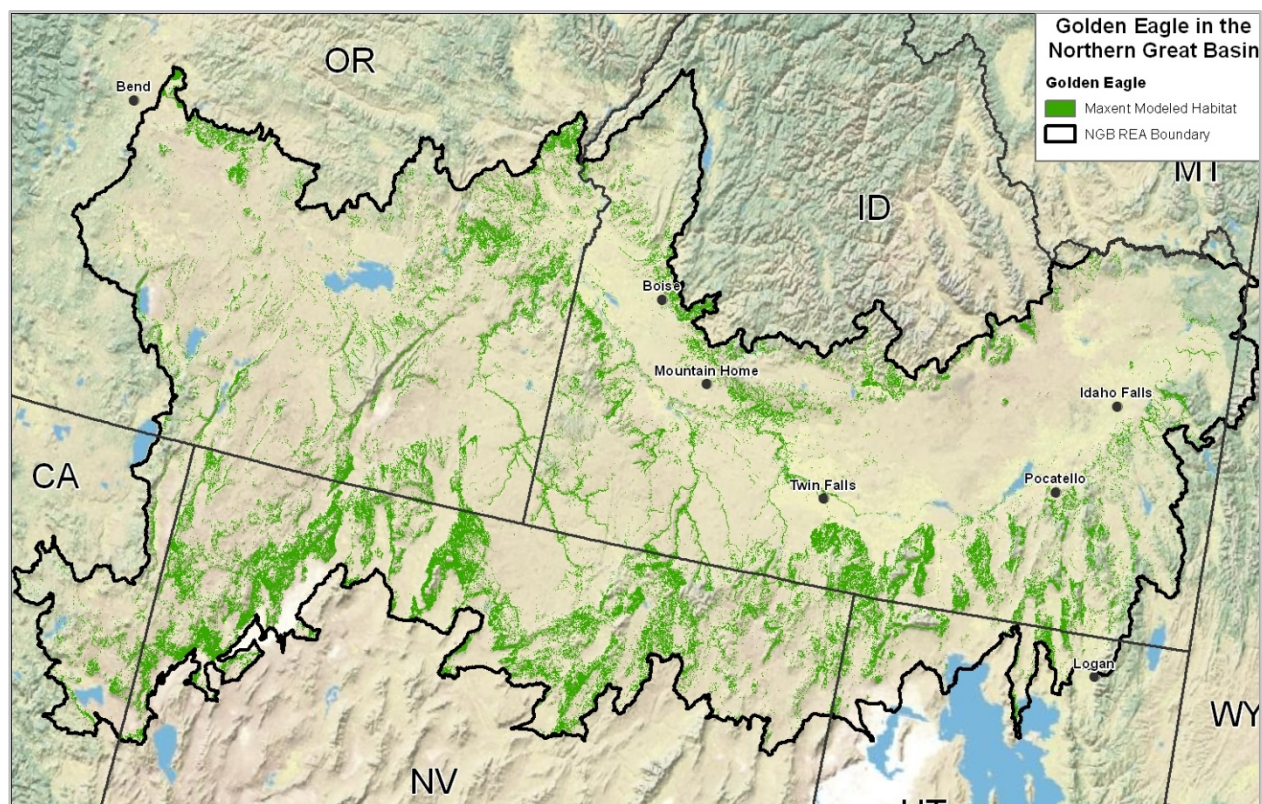 Golden Eagle in the
Northern Great Basin
Golden Eagle
Maxent Modeled Habitat
NGB REA Boundary
OR
Bend
MT
ID
Boise
Mountain Home
Idaho Falls
CA
Twin Falls
Pocatello
Logan
WY
NV
UT